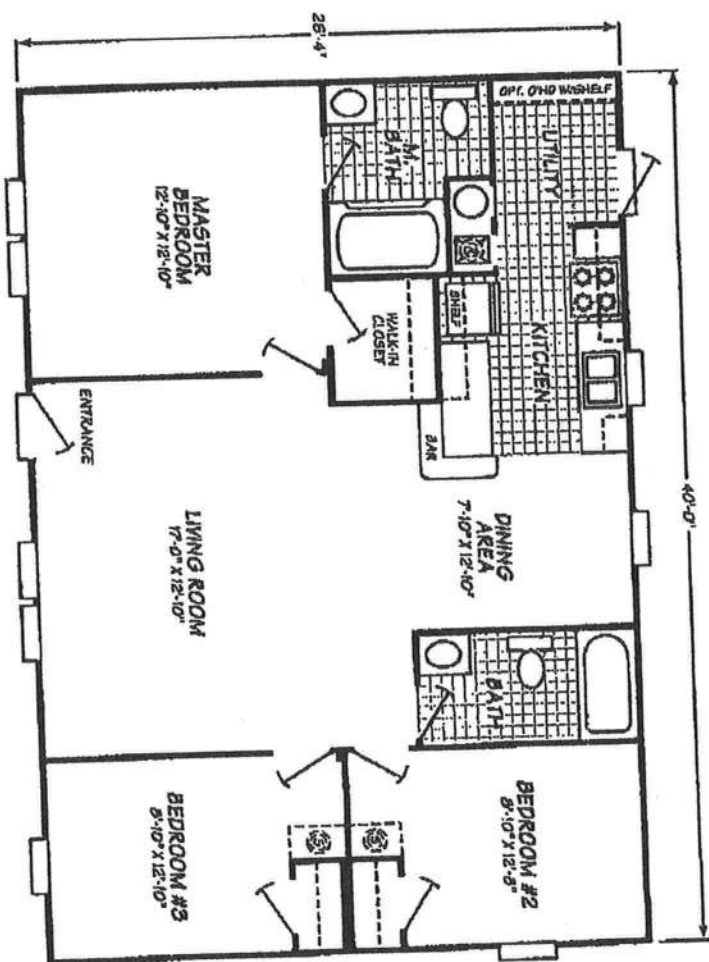 40'-0"
28'-4"
OPT. O'HD W/SHELF
UTILITY
M.
BATH
MASTER
BEDROOM
12'-10" X 12'-10"
KITCHEN
SHELF
WALK-IN
CLOSET
BAR
ENTRANCE
DINING
AREA
7'-10" X 12'-10"
LIVING ROOM
17'-0" X 12'-10"
BATH
BEDROOM #2
8'-10" X 12'-8"
BEDROOM #3
8'-10" X 12'-10"